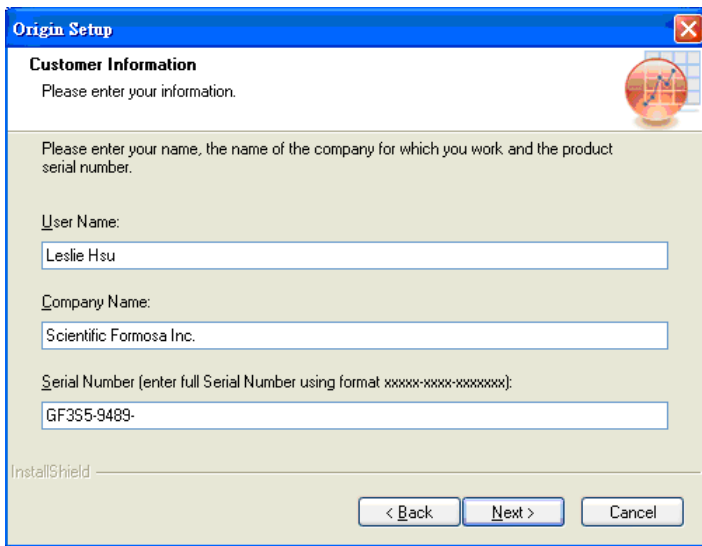 Origin Setup
Customer Information
Please enter your information.
Please enter your name, the name of the company for which you work and the product
serial number.
User Name:
Leslie Hsu
Company Name:
Scientific Formosa Inc.
Serial Number (enter full Serial Number using format xxxxx-xxxx-xxxxxxx):
GF3S5-9489-
InstallShield
< Back Next > Cancel